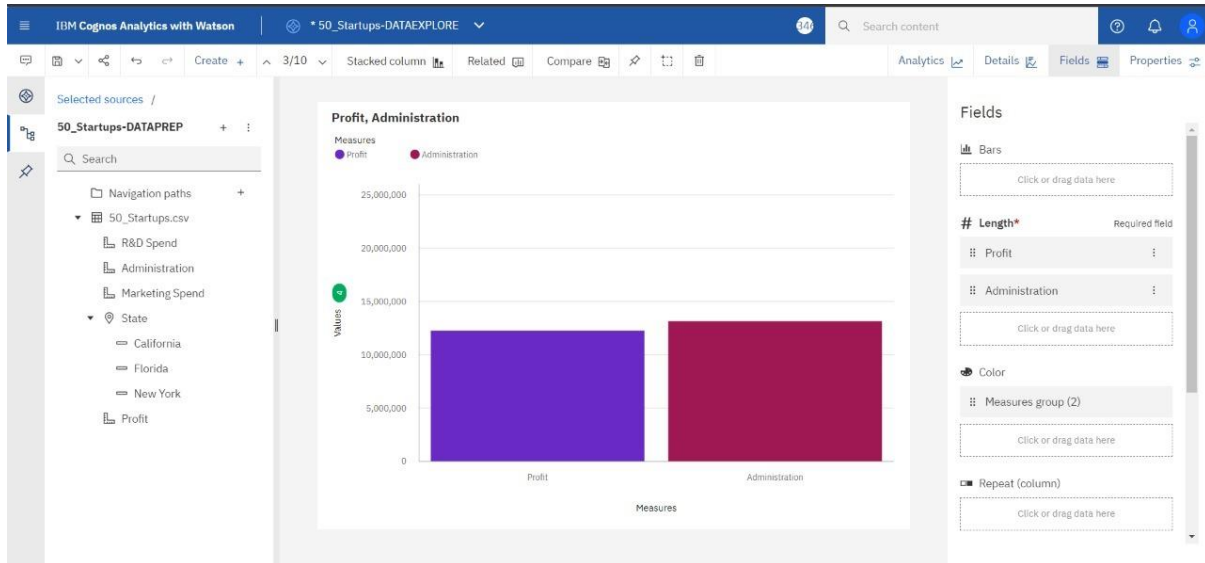 IBM Cognos Analytics with Watson
* 50_Startups-DATAEXPLORE
Search content
Create +
3/10
Stacked column
Related
Compare
Analytics
Details
Fields
Properties
Selected sources /
50_Startups-DATAPREP
Search
Navigation paths
50_Startups.csv
R&D Spend
Administration
Marketing Spend
State
California
Florida
New York
Profit
Profit, Administration
Measures
Profit
Administration
25,000,000
20,000,000
15,000,000
10,000,000
5,000,000
0
Values
Profit
Administration
Measures
Fields
Bars
Click or drag data here
# Length*
Required field
Profit
Administration
Click or drag data here
Color
Measures group (2)
Click or drag data here
Repeat (column)
Click or drag data here